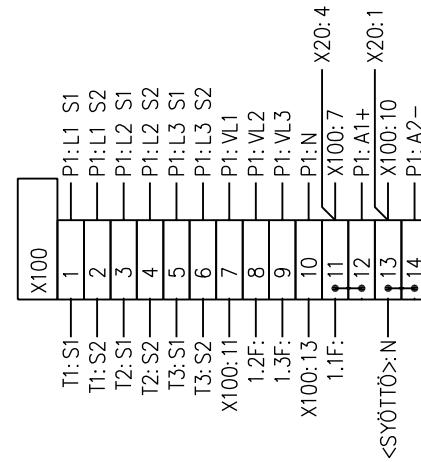 X100
T1:S1 1 P1:L1 S1
T1:S2 2 P1:L1 S2
T2:S1 3 P1:L2 S1
T2:S2 4 P1:L2 S2
T3:S1 5 P1:L3 S1
T3:S2 6 P1:L3 S2
X100:11 7 P1:VL1
1.2F: 8 P1:VL2
1.3F: 9 P1:VL3
X100:13 10 P1:N
X20:4
1.1F: 11 X100:7
12 P1:A1+
X20:1
<SYÖTTÖ>:N 13 X100:10
14 P1:A2-